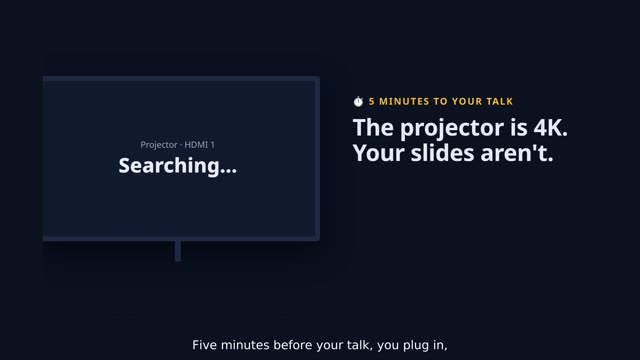 Projector · HDMI 1
Searching...
⏱️ 5 MINUTES TO YOUR TALK
The projector is 4K.
Your slides aren't.
Five minutes before your talk, you plug in,